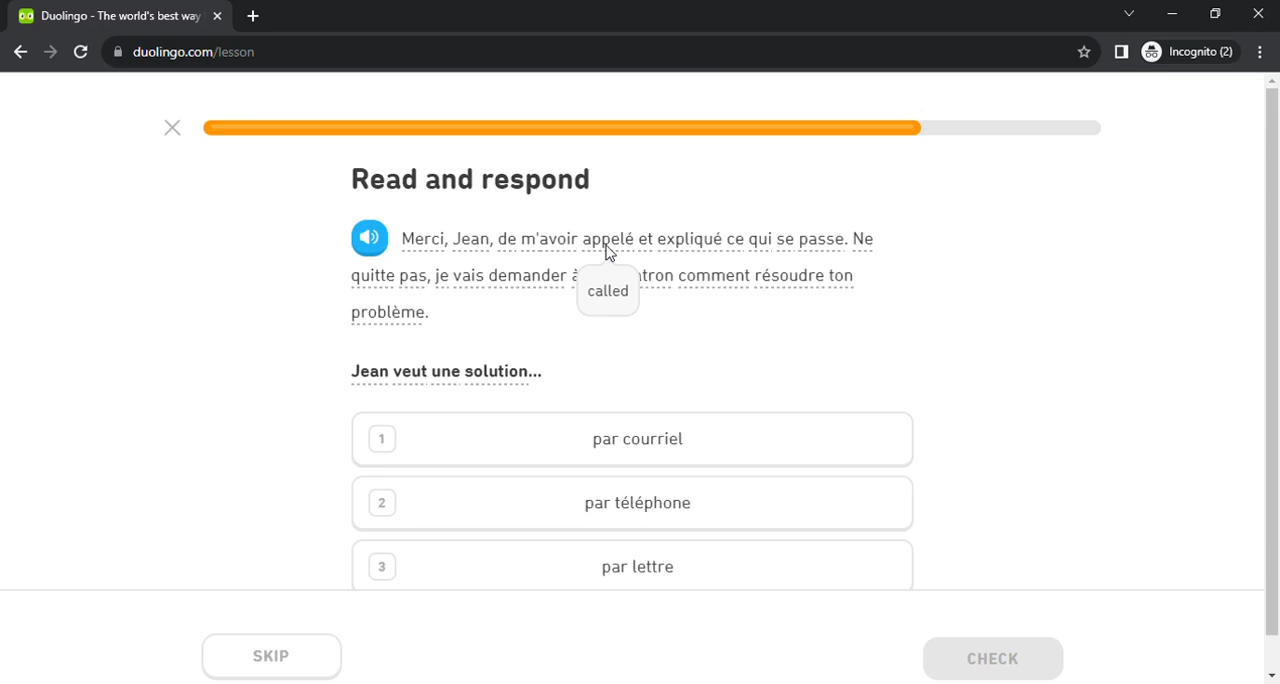 Duolingo - The world's best way
duolingo.com/lesson
Incognito (2)
Read and respond
Merci, Jean, de m'avoir appelé et expliqué ce qui se passe. Ne
quitte pas, je vais demander à tron comment résoudre ton
problème.
called
Jean veut une solution...
1 par courriel
2 par téléphone
3 par lettre
SKIP
CHECK